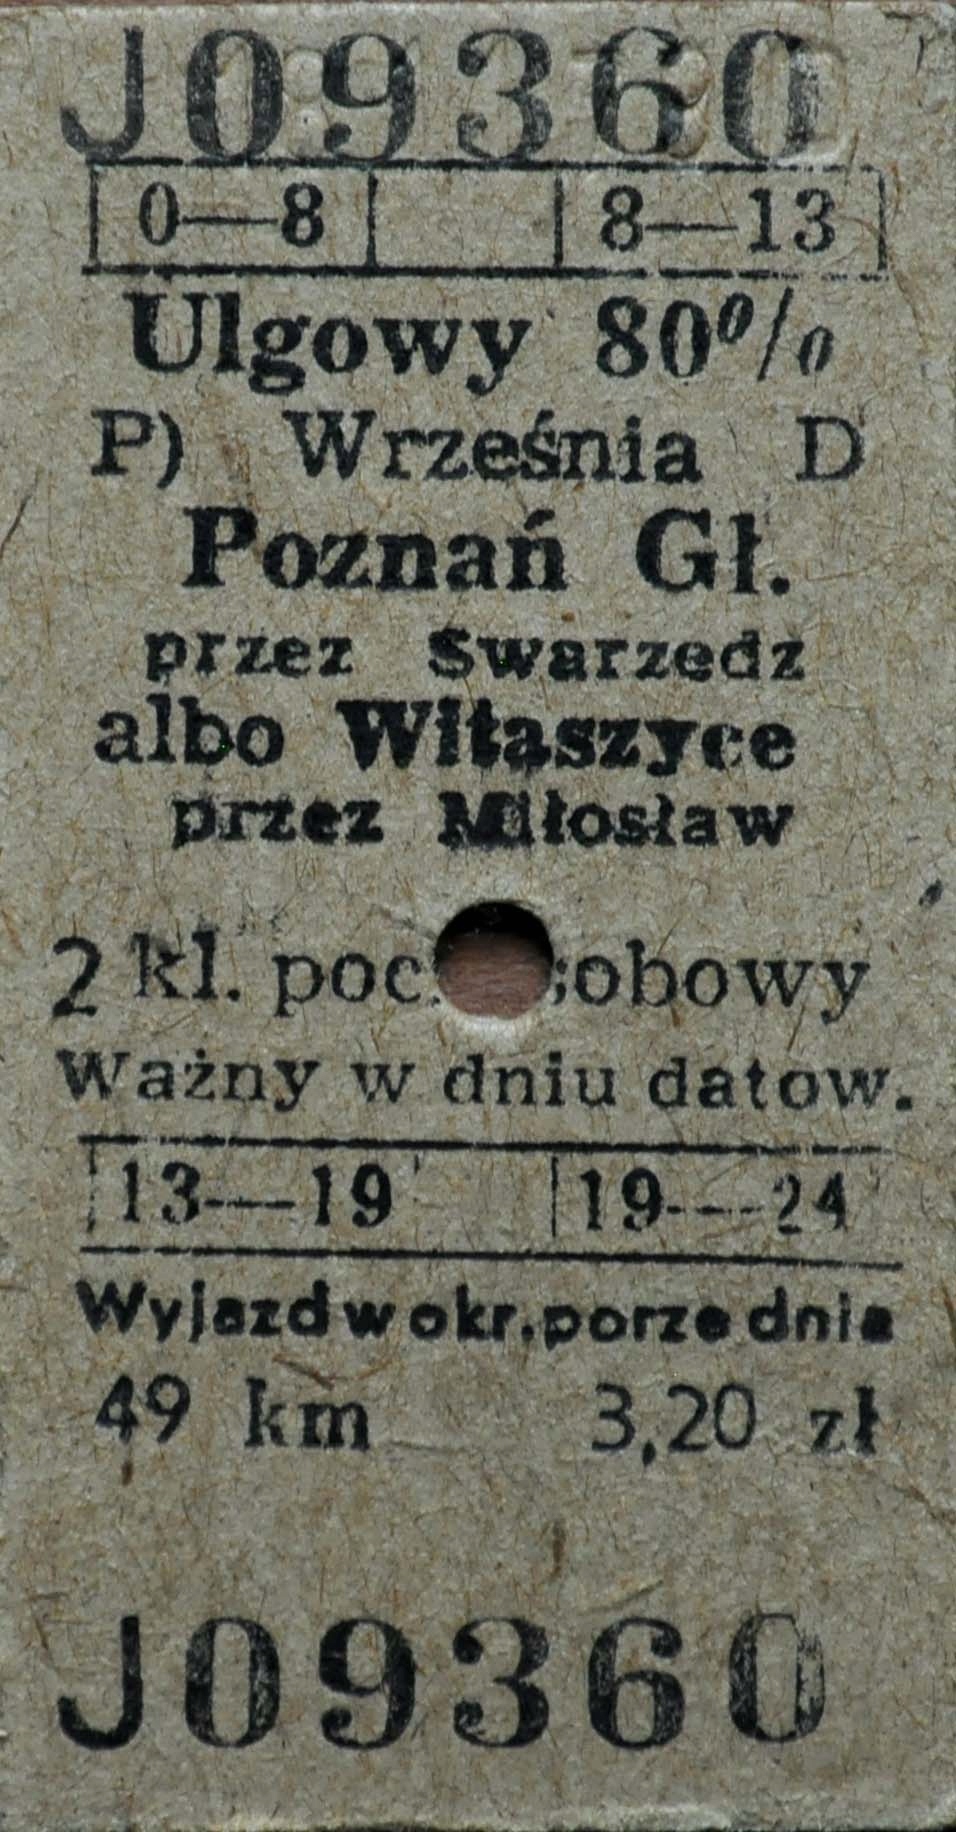 J09360
0—8 8—13
Ulgowy 80%
P) Września D
Poznań Gł.
przez Swarzedz
albo Witaszyce
przez Miłosław
2 kl. poc. obowy
Ważny w dniu datow.
13—19 19—24
Wyjazd w okr. porze dnia
49 km 3,20 zł
J09360